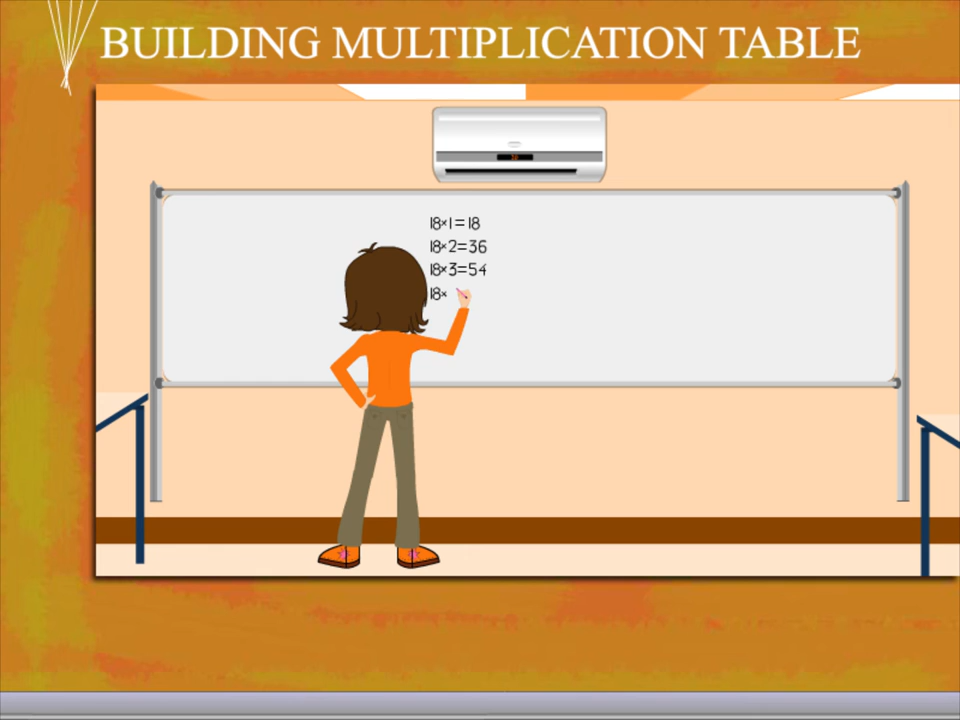 BUILDING MULTIPLICATION TABLE
18×1=18
18×2=36
18×3=54
18×